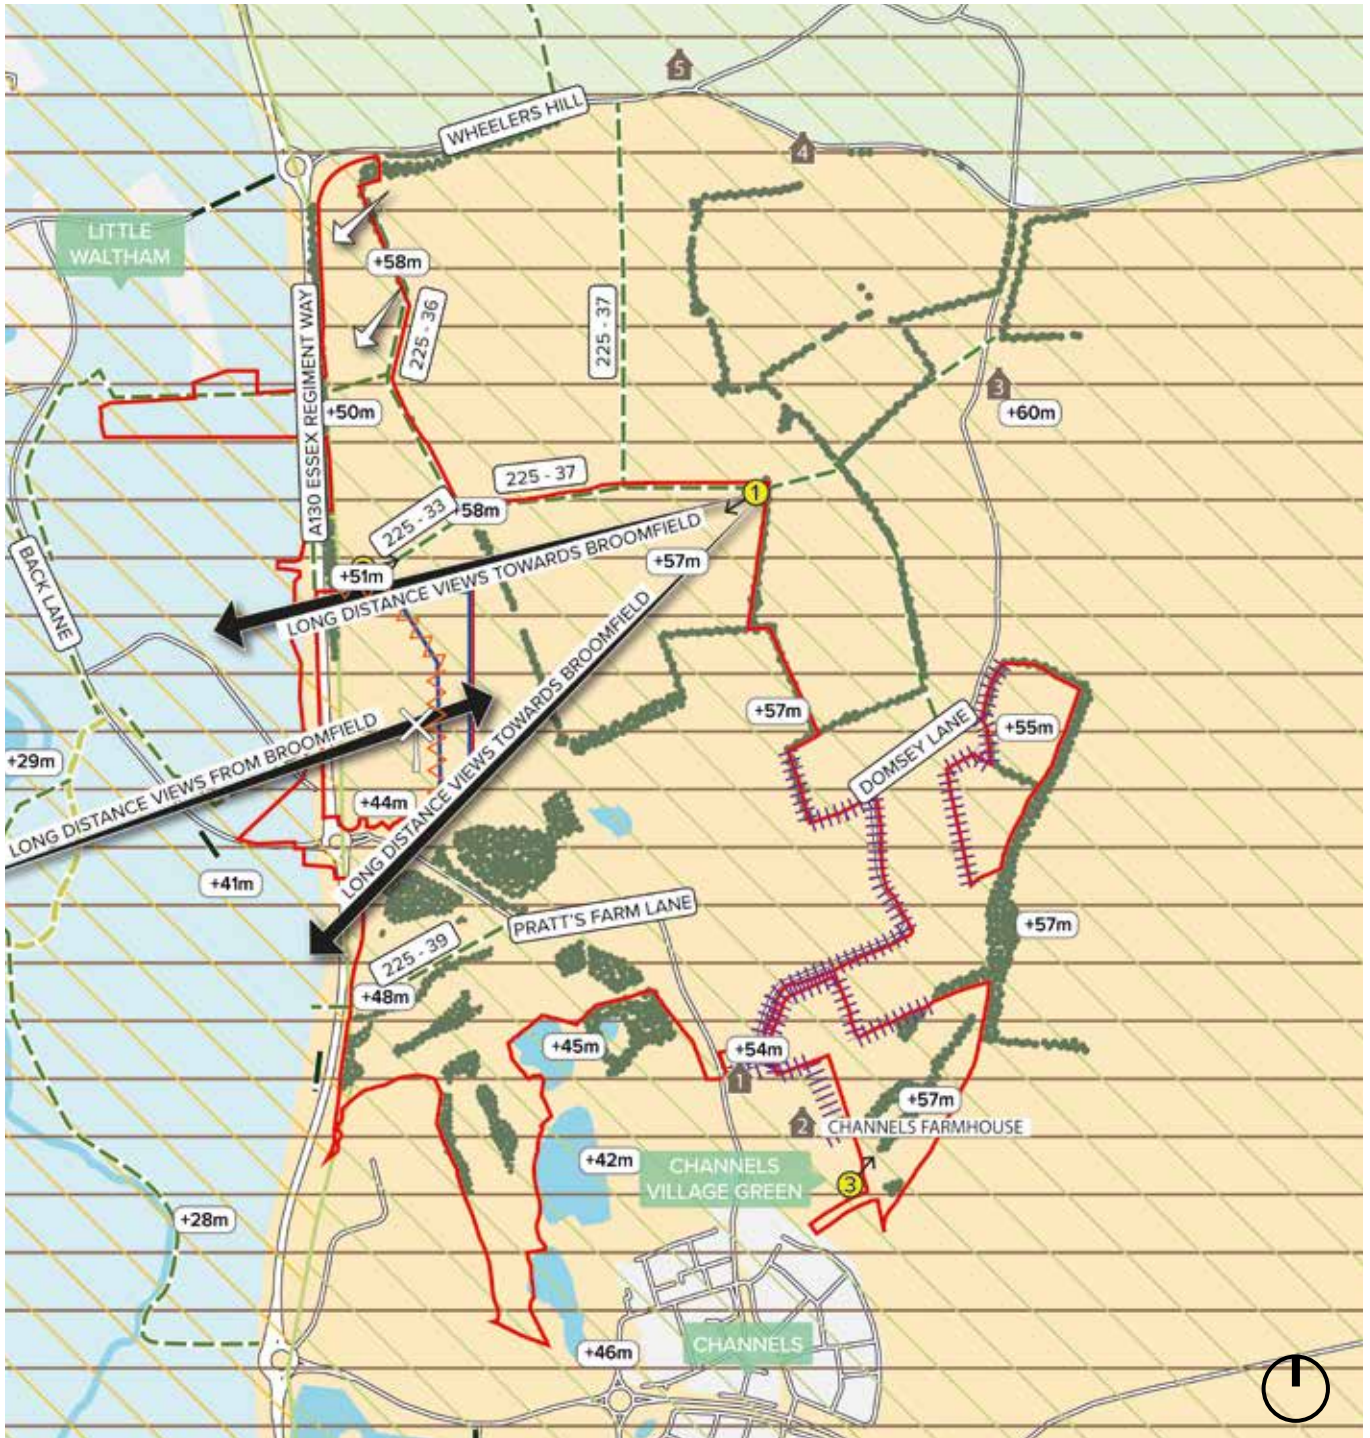 5
WHEELERS HILL
4
LITTLE
WALTHAM
+58m
225 - 36
225 - 37
A130 ESSEX REGIMENT WAY
3
+50m
+60m
225 - 37
1
225 - 33
+58m
LONG DISTANCE VIEWS TOWARDS BROOMFIELD
+57m
+51m
BACK LANE
LONG DISTANCE VIEWS TOWARDS BROOMFIELD
+57m
DOMSEY LANE
+55m
LONG DISTANCE VIEWS FROM BROOMFIELD
+29m
+44m
+41m
PRATT'S FARM LANE
+57m
225 - 39
+48m
+45m
+54m
1
+57m
2
CHANNELS FARMHOUSE
+42m
CHANNELS
VILLAGE GREEN
3
+28m
+46m
CHANNELS